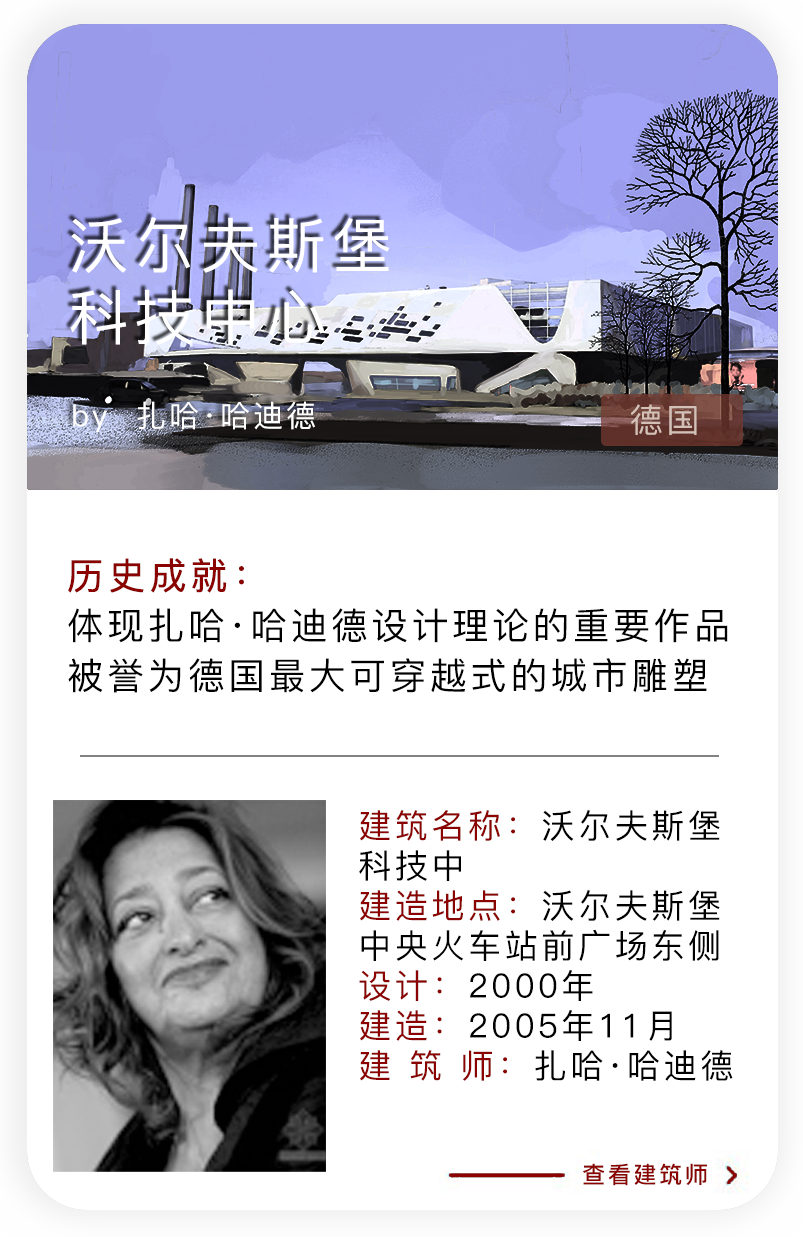 沃尔夫斯堡
科技中心
by 扎哈·哈迪德
德国
历史成就：
体现扎哈·哈迪德设计理论的重要作品
被誉为德国最大可穿越式的城市雕塑
建筑名称：沃尔夫斯堡
科技中
建造地点：沃尔夫斯堡
中央火车站前广场东侧
设计：2000年
建造：2005年11月
建 筑 师：扎哈·哈迪德
查看建筑师 >